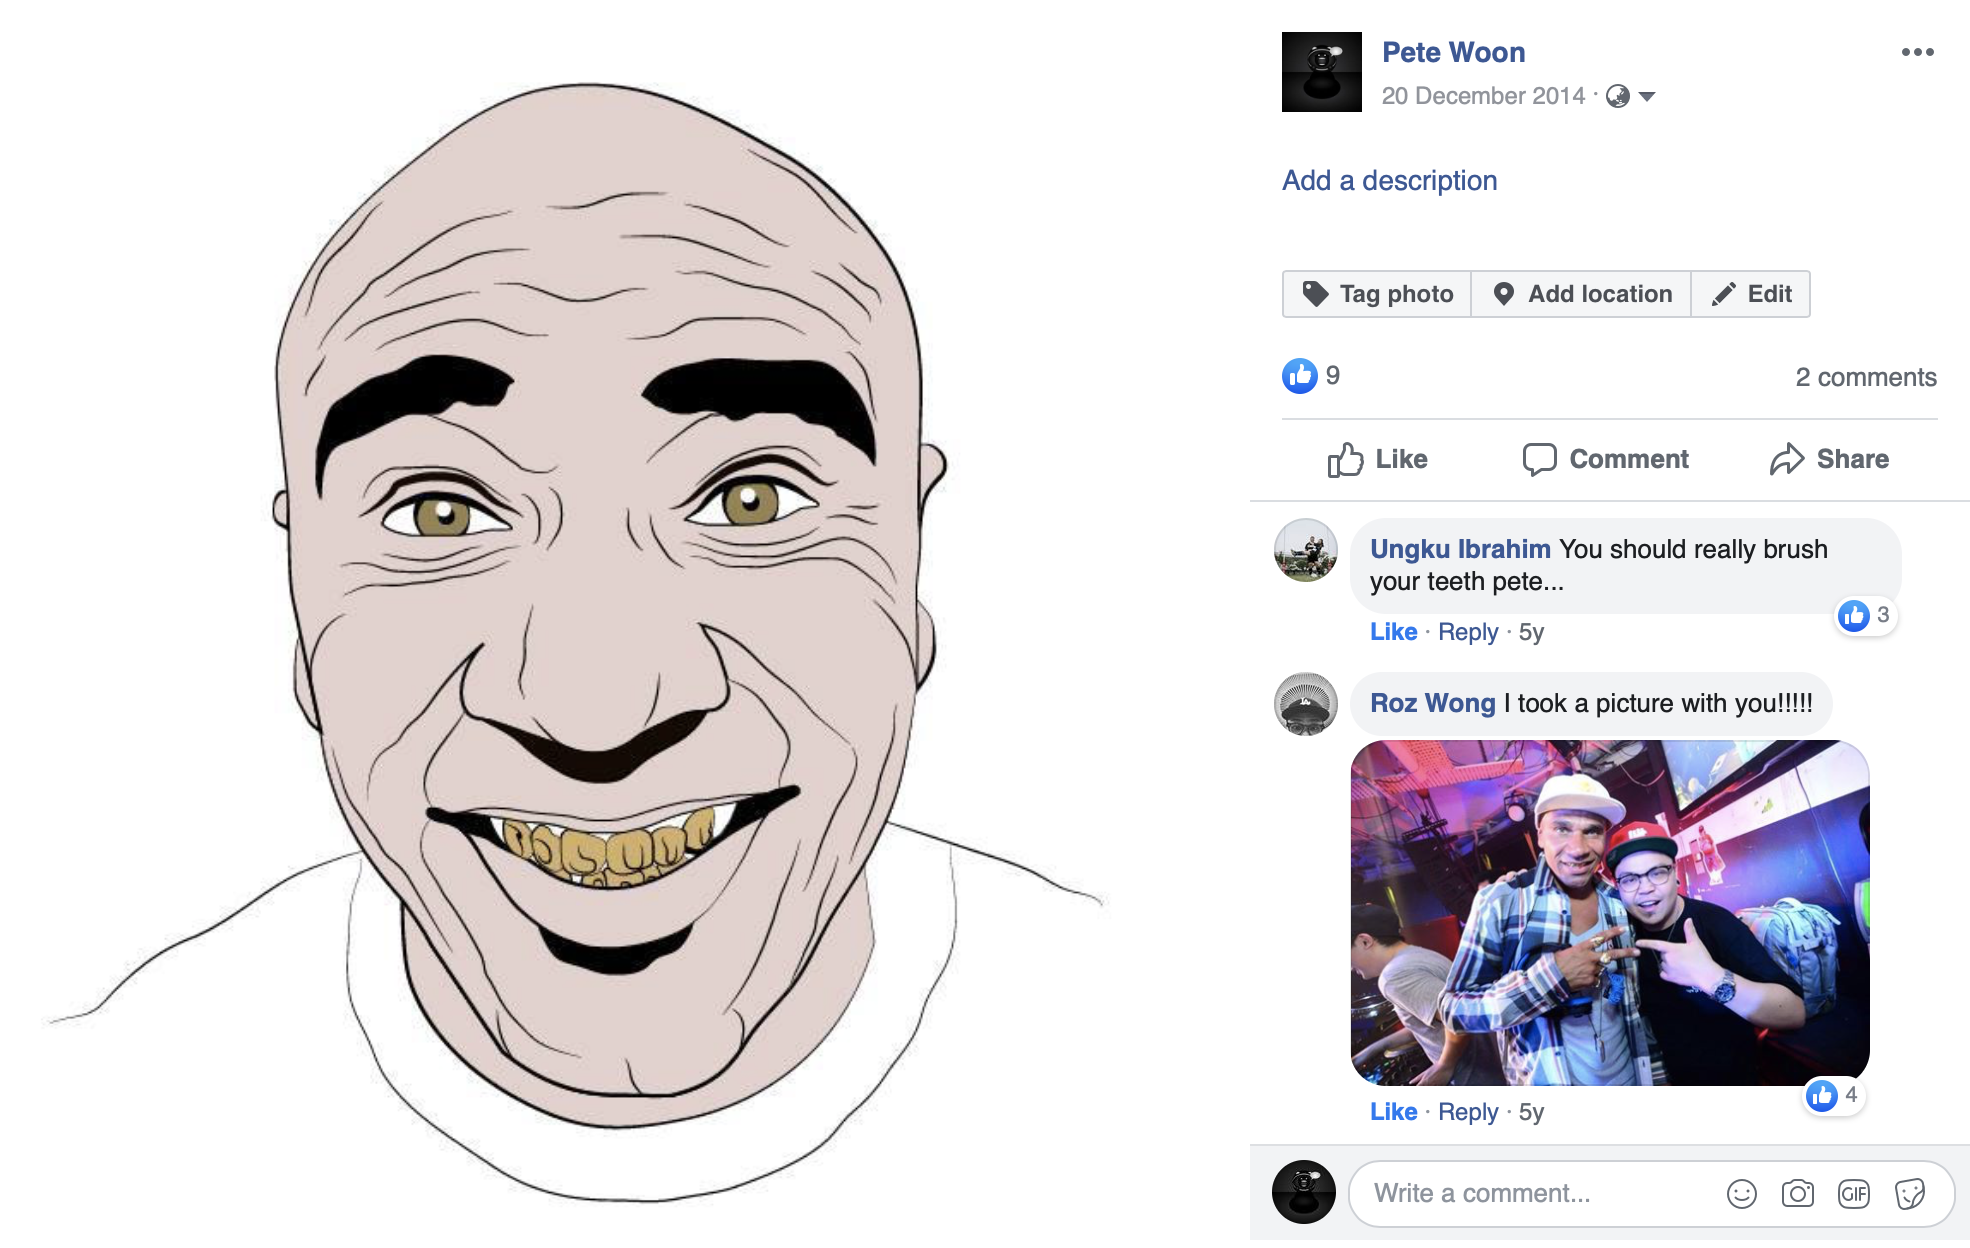 Pete Woon
20 December 2014 ·
Add a description
Tag photo
Add location
Edit
9
2 comments
Like
Comment
Share
Ungku Ibrahim You should really brush
your teeth pete...
3
Like · Reply · 5y
Roz Wong I took a picture with you!!!!!
4
Like · Reply · 5y
Write a comment...
GIF